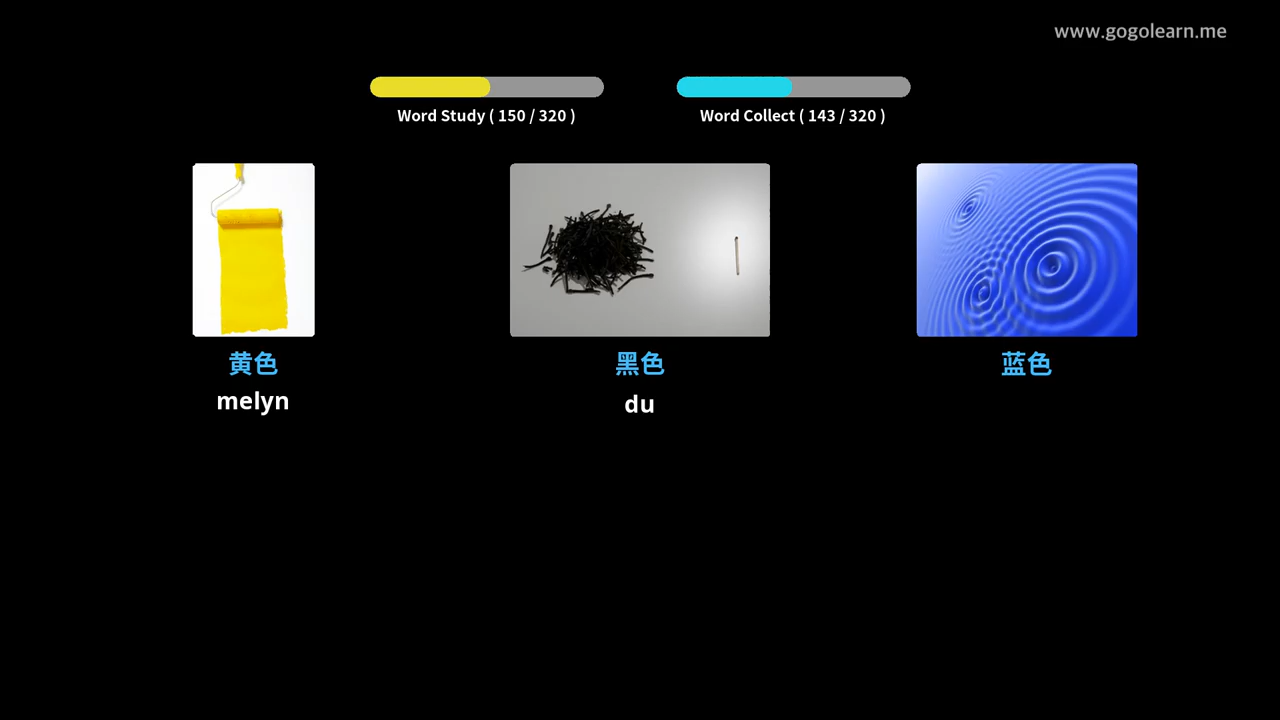 www.gogolearn.me
Word Study ( 150 / 320 )
Word Collect ( 143 / 320 )
黄色
黑色
蓝色
melyn
du